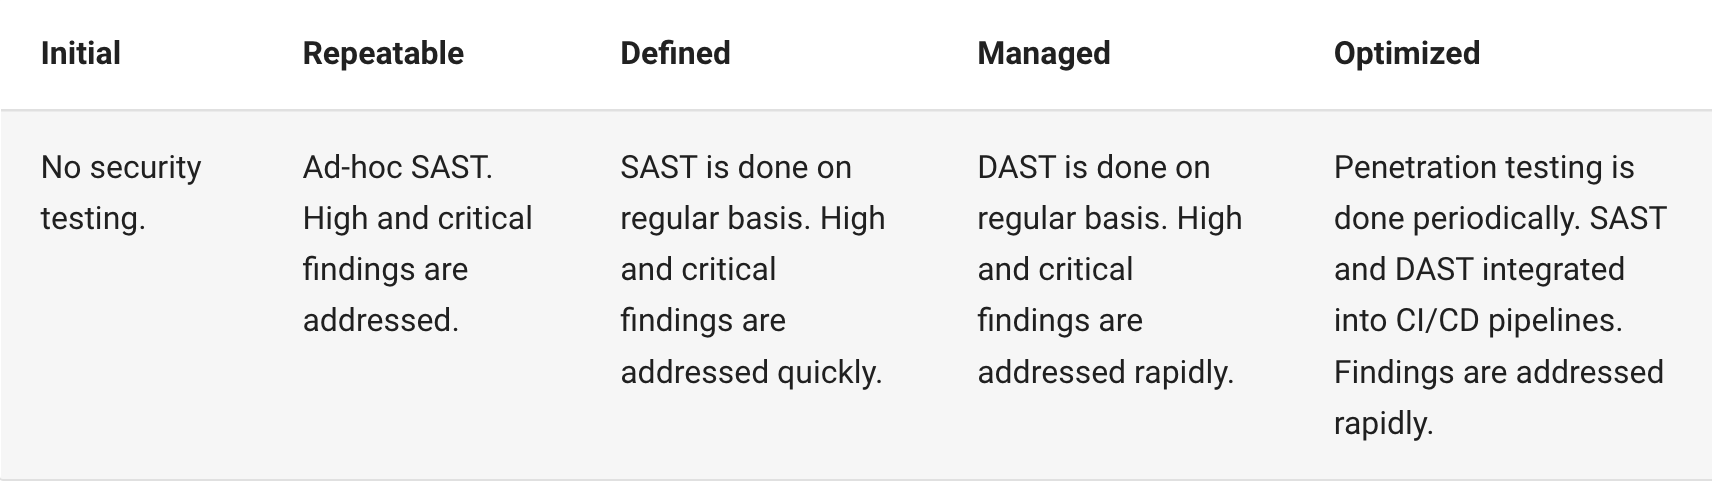 Initial
Repeatable
Defined
Managed
Optimized
No security
testing.
Ad-hoc SAST.
High and critical
findings are
addressed.
SAST is done on
regular basis. High
and critical
findings are
addressed quickly.
DAST is done on
regular basis. High
and critical
findings are
addressed rapidly.
Penetration testing is
done periodically. SAST
and DAST integrated
into CI/CD pipelines.
Findings are addressed
rapidly.